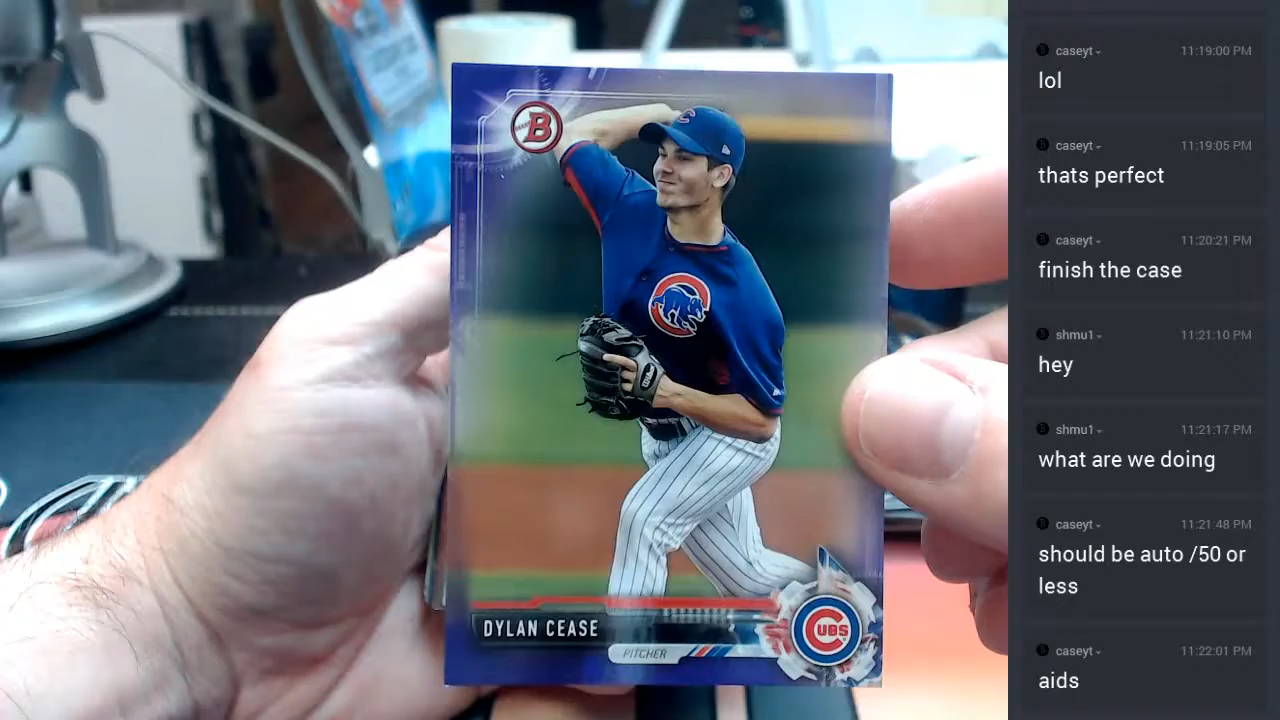 B
C
C
UBS
Wilson
DYLAN CEASE
PITCHER
caseyt
11:19:00 PM
lol
caseyt
11:19:05 PM
thats perfect
caseyt
11:20:21 PM
finish the case
shmu1
11:21:10 PM
hey
shmu1
11:21:17 PM
what are we doing
caseyt
11:21:48 PM
should be auto /50 or
less
caseyt
11:22:01 PM
aids